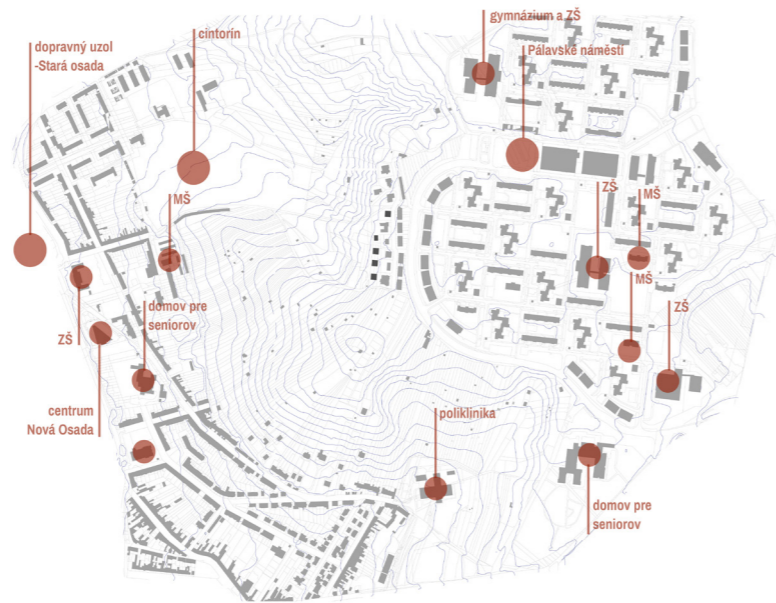 gymnázium a ZŠ
cintorín
dopravný uzol
-Stará osada
Pálavské náměstí
MŠ
ZŠ
MŠ
MŠ
domov pre
seniorov
ZŠ
ZŠ
centrum
Nová Osada
poliklinika
domov pre
seniorov